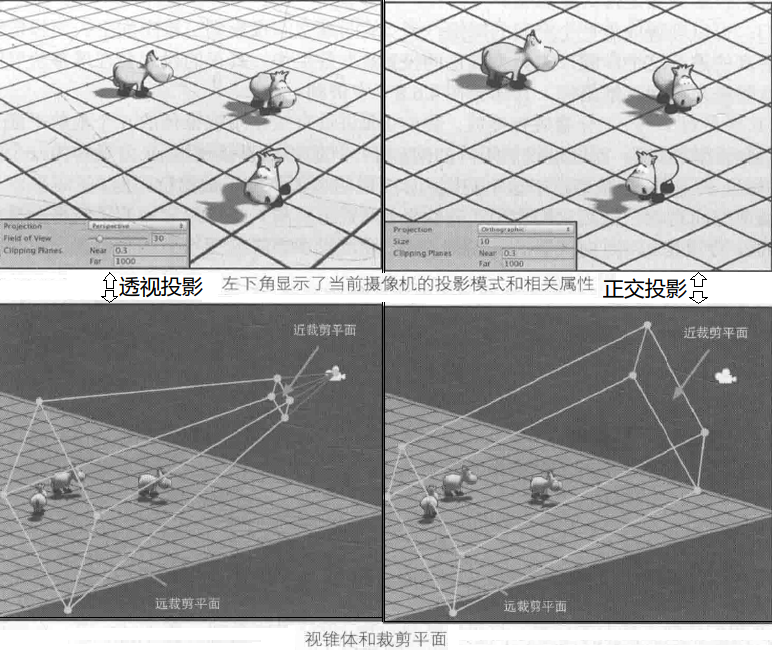 Projection
Perspective
Field of View
30
Clipping Planes
Near
0.3
Far
1000
Projection
Orthographic
Size
10
Clipping Planes
Near
0.3
Far
1000
透视投影
左下角显示了当前摄像机的投影模式和相关属性
正交投影
近裁剪平面
远裁剪平面
近裁剪平面
远裁剪平面
视锥体和裁剪平面